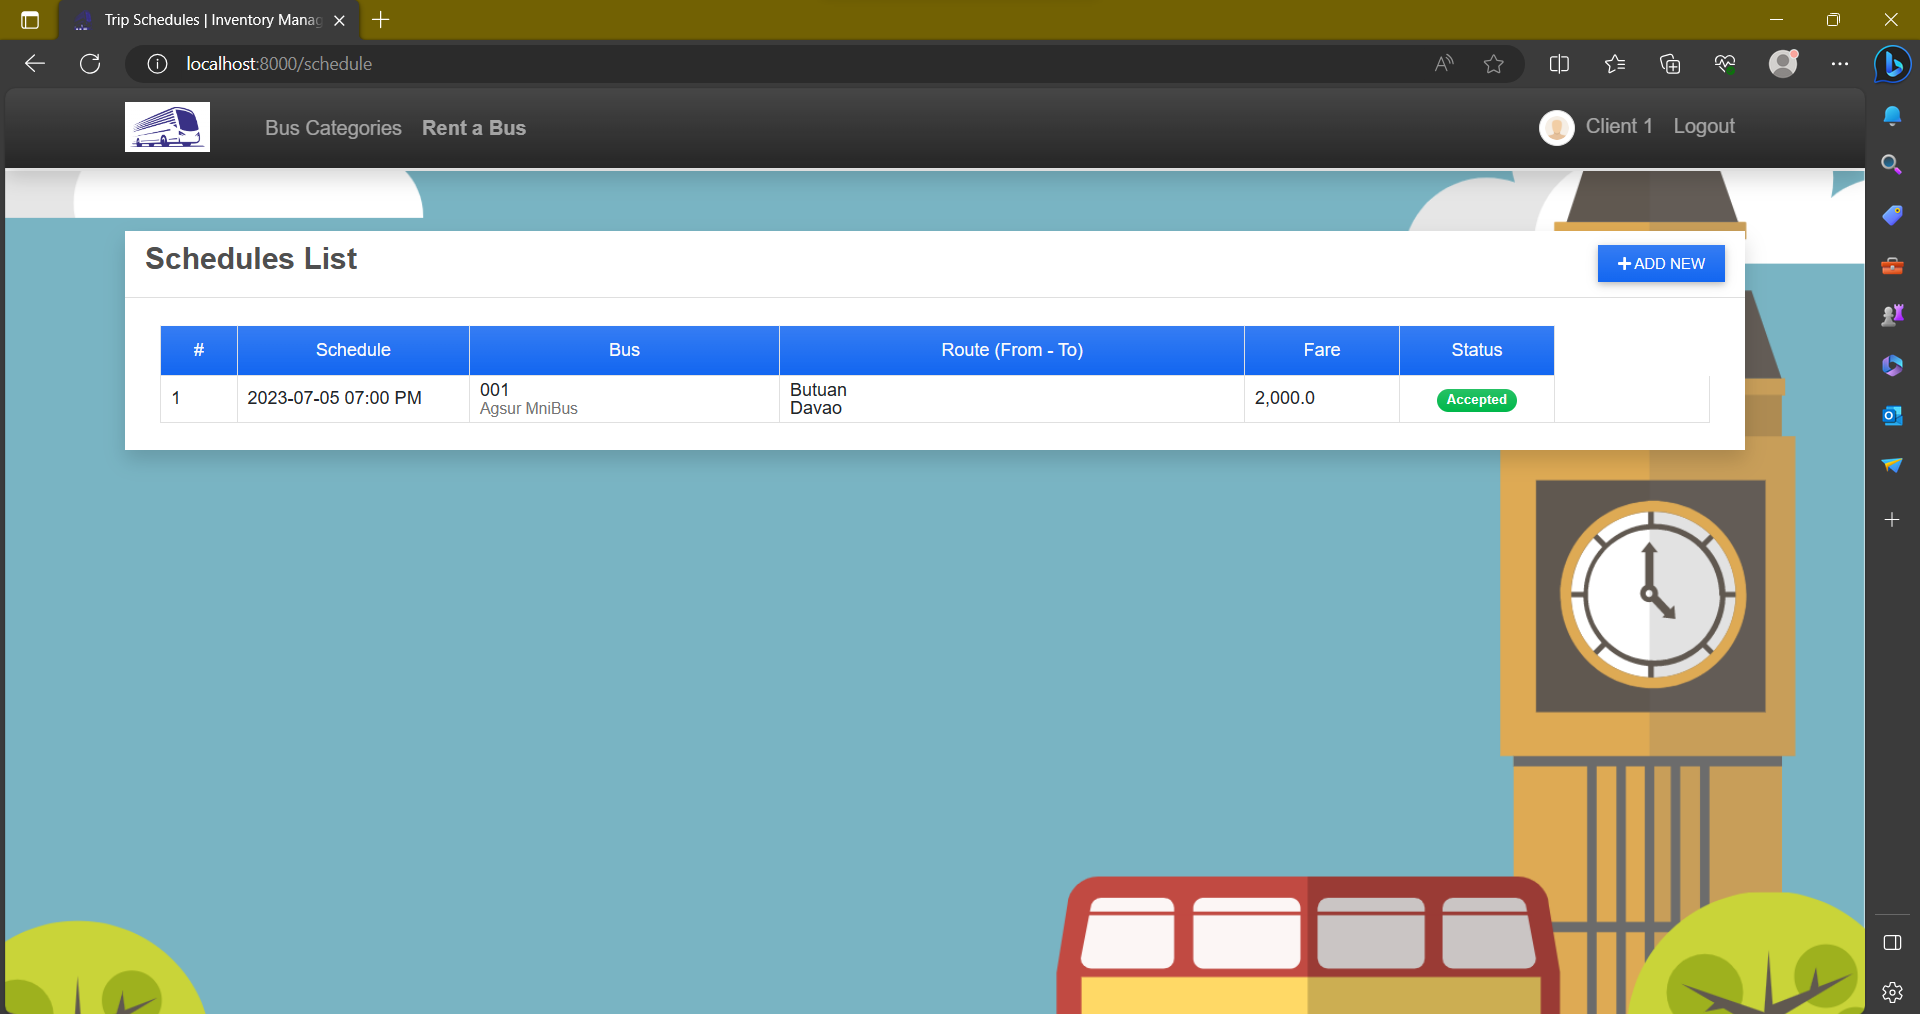 Trip Schedules | Inventory Manag
localhost:8000/schedule
Bus Categories Rent a Bus Client 1 Logout
Schedules List
ADD NEW
# Schedule Bus Route (From - To) Fare Status
1 2023-07-05 07:00 PM 001 Butuan 2,000.0 Accepted
Agsur MniBus Davao